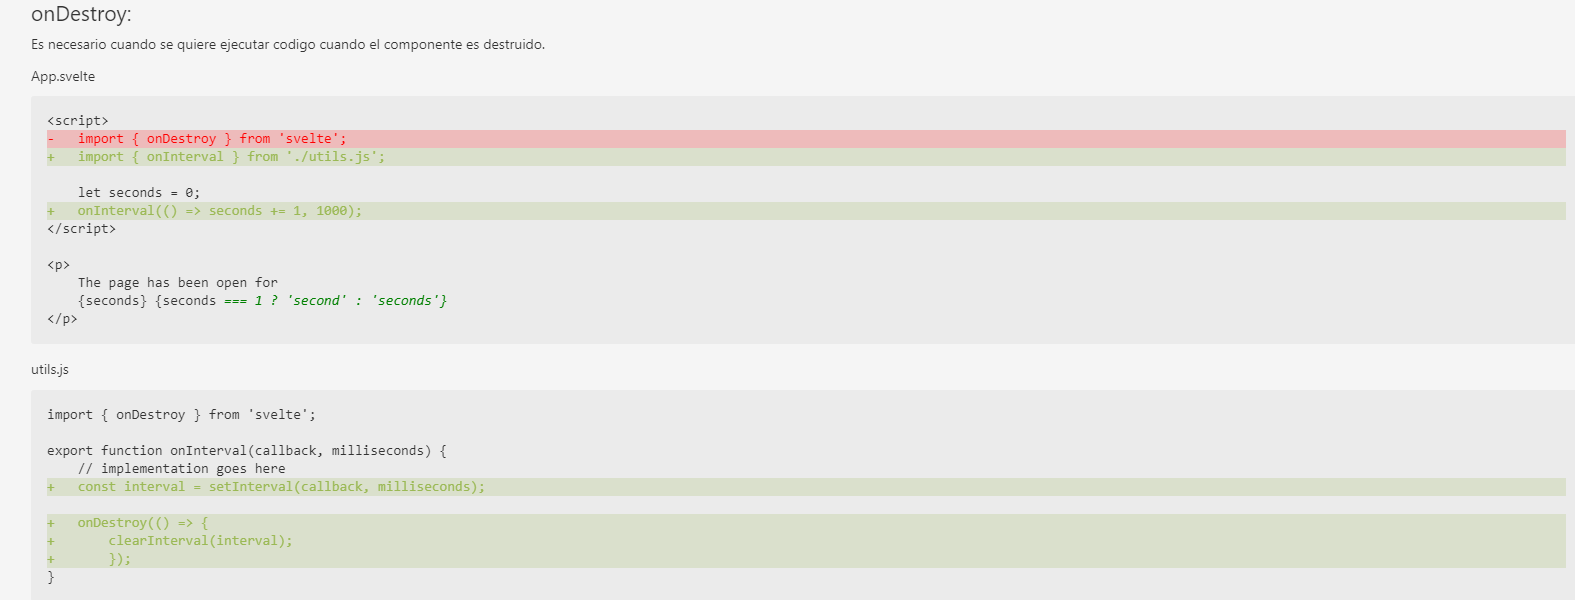 onDestroy:
Es necesario cuando se quiere ejecutar codigo cuando el componente es destruido.
App.svelte
<script>
-   import { onDestroy } from 'svelte';
+   import { onInterval } from './utils.js';
    let seconds = 0;
+   onInterval(() => seconds += 1, 1000);
</script>
<p>
    The page has been open for
    {seconds} {seconds === 1 ? 'second' : 'seconds'}
</p>
utils.js
import { onDestroy } from 'svelte';
export function onInterval(callback, milliseconds) {
    // implementation goes here
+   const interval = setInterval(callback, milliseconds);
+   onDestroy(() => {
+       clearInterval(interval);
+       });
}